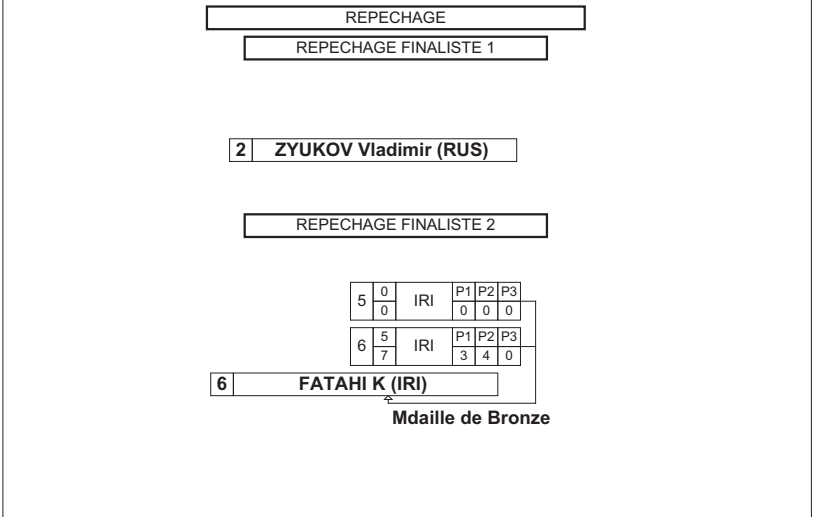 REPECHAGE
REPECHAGE FINALISTE 1
2 ZYUKOV Vladimir (RUS)
REPECHAGE FINALISTE 2
5 0 IRI P1 P2 P3
0 0 0 0
6 5 IRI P1 P2 P3
7 3 4 0
6 FATAHI K (IRI)
Mdaille de Bronze